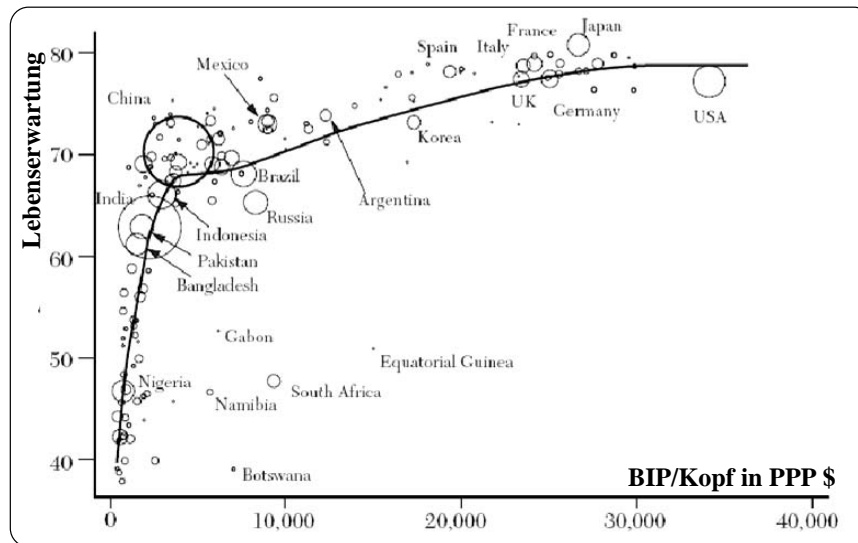 France Japan
80 Spain Italy
Mexico
China
UK
Germany USA
Korea
70
Brazil
Argentina
India
Russia
Indonesia
Pakistan
60
Bangladesh
Gabon
Equatorial Guinea
50
Nigeria
South Africa
Namibia
40
Botswana
BIP/Kopf in PPP $
0 10,000 20,000 30,000 40,000
Lebenserwartung